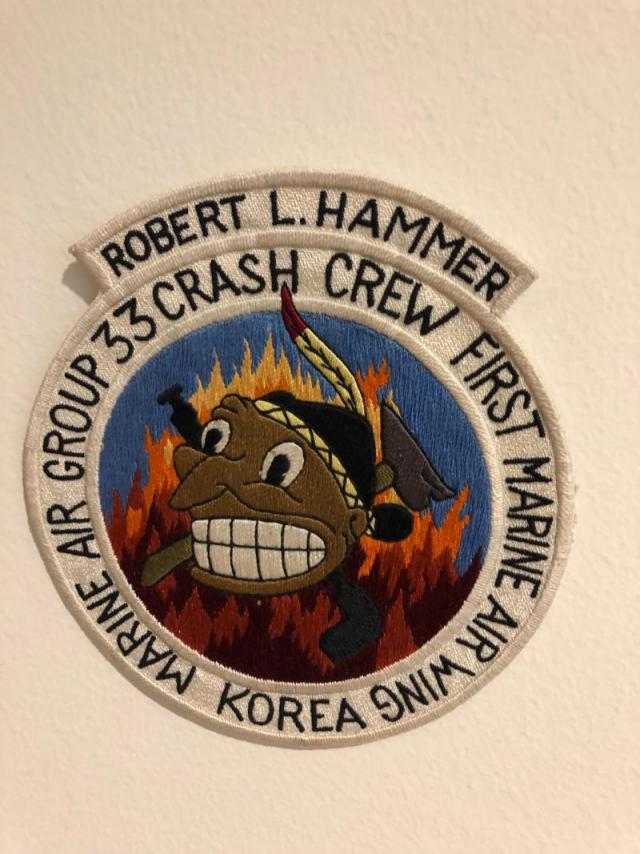 ROBERT L. HAMMER
MARINE AIR GROUP 33 CRASH CREW FIRST MARINE AIR WING
KOREA